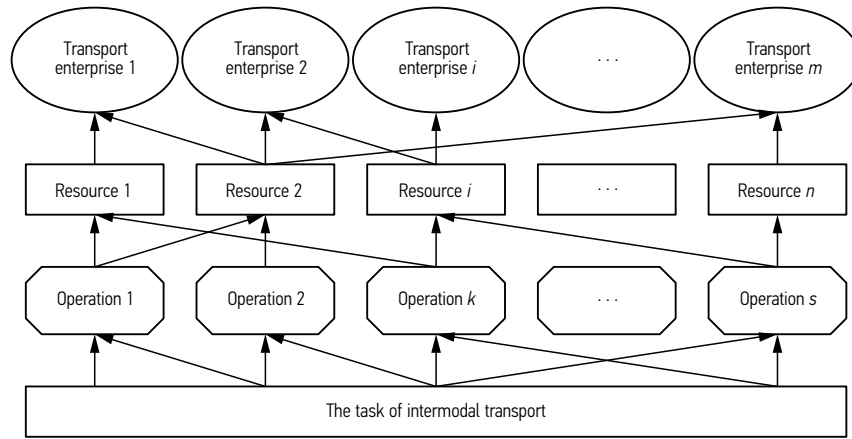 Transport
enterprise 1
Transport
enterprise 2
Transport
enterprise i
. . .
Transport
enterprise m
Resource 1
Resource 2
Resource i
. . .
Resource n
Operation 1
Operation 2
Operation k
. . .
Operation s
The task of intermodal transport